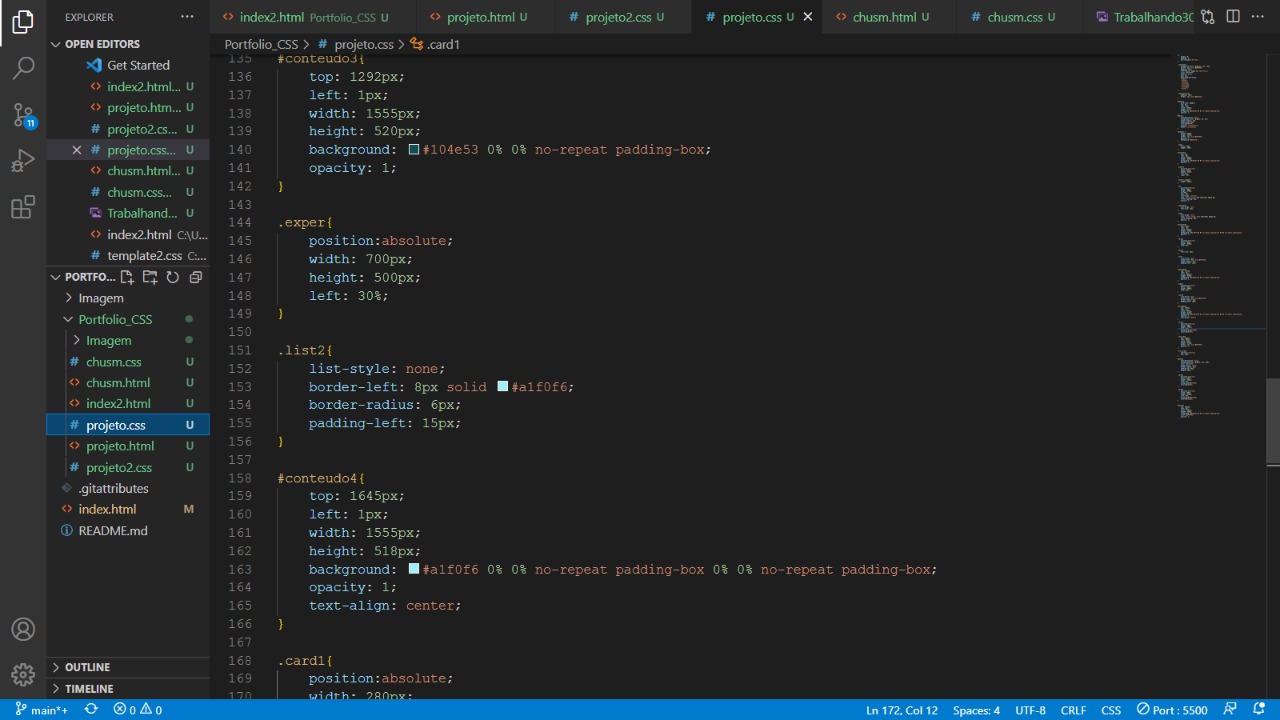 EXPLORER
index2.html Portfolio_CSS U
projeto.html U
projeto2.css U
projeto.css U
chusm.html U
chusm.css U
Trabalhando30
OPEN EDITORS
Get Started
index2.html... U
projeto.htm... U
projeto2.cs... U
projeto.css... U
chusm.html... U
chusm.css... U
Trabalhand... U
index2.html C:\U...
template2.css C:...
PORTFO...
Imagem
Portfolio_CSS
Imagem
chusm.css U
chusm.html U
index2.html U
projeto.css U
projeto.html U
projeto2.css U
.gitattributes
index.html M
README.md
OUTLINE
TIMELINE
11
Portfolio_CSS > projeto.css > .card1
135 #conteudo3{
136 top: 1292px;
137 left: 1px;
138 width: 1555px;
139 height: 520px;
140 background: #104e53 0% 0% no-repeat padding-box;
141 opacity: 1;
142 }
143
144 .exper{
145 position:absolute;
146 width: 700px;
147 height: 500px;
148 left: 30%;
149 }
150
151 .list2{
152 list-style: none;
153 border-left: 8px solid #a1f0f6;
154 border-radius: 6px;
155 padding-left: 15px;
156 }
157
158 #conteudo4{
159 top: 1645px;
160 left: 1px;
161 width: 1555px;
162 height: 518px;
163 background: #a1f0f6 0% 0% no-repeat padding-box 0% 0% no-repeat padding-box;
164 opacity: 1;
165 text-align: center;
166 }
167
168 .card1{
169 position:absolute;
170 width: 280px;
main*+ 0 0
Ln 172, Col 12 Spaces: 4 UTF-8 CRLF CSS Port : 5500